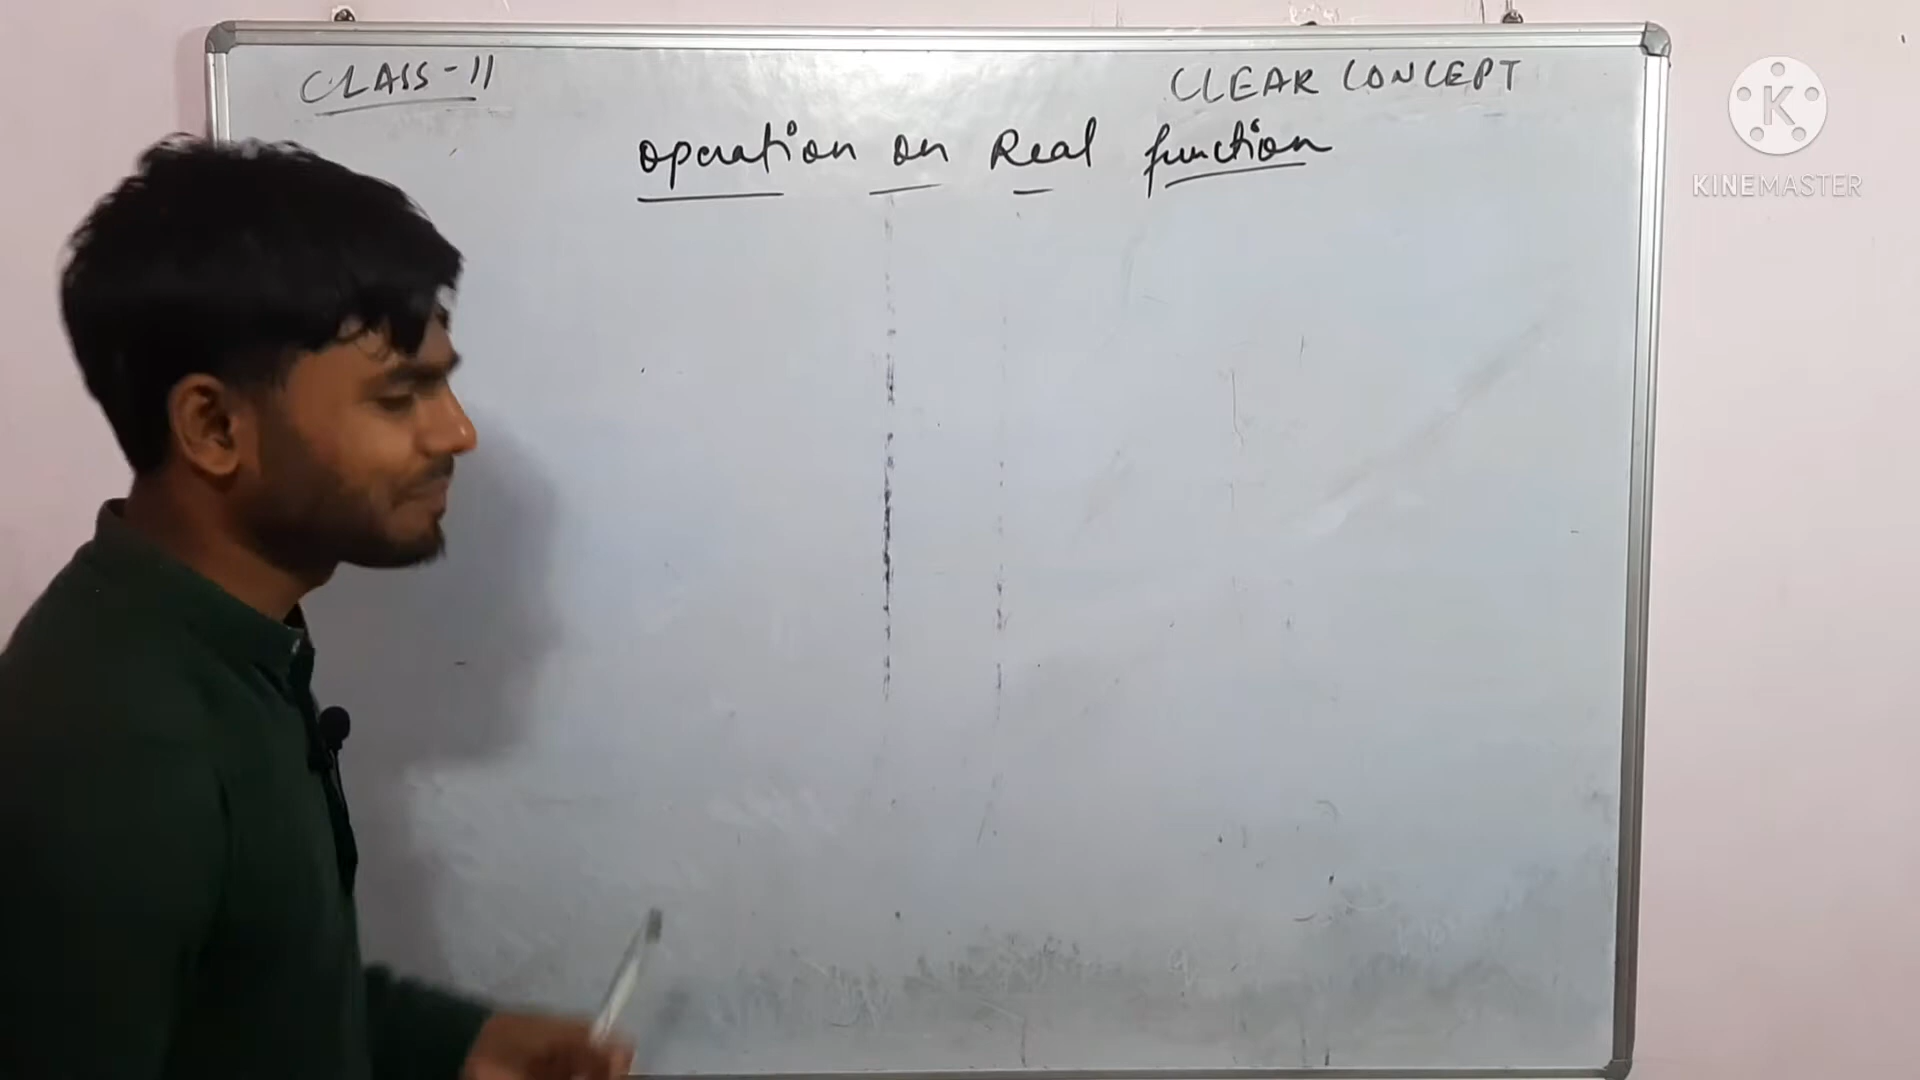 CLASS-11
CLEAR CONCEPT
operation on Real function
K
KINEMASTER